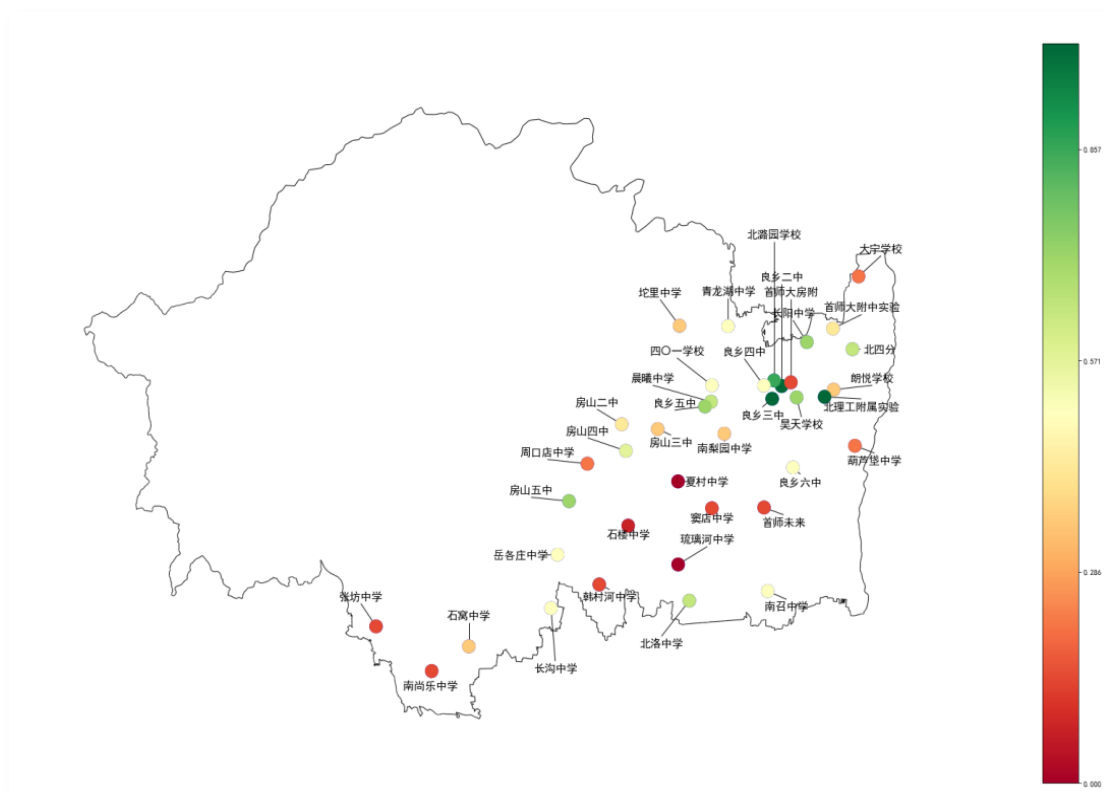 0.857
北潞园学校
大宁学校
良乡二中
坨里中学
青龙湖中学
首师大房附
首师大附中实验
长阳中学
四〇一学校
良乡四中
北四分
0.571
晨曦中学
朗悦学校
房山二中
良乡五中
良乡三中
北理工附属实验
昊天学校
房山四中
房山三中
南梨园中学
周口店中学
葫芦垡中学
夏村中学
良乡六中
房山五中
窦店中学
首师未来
石楼中学
琉璃河中学
岳各庄中学
0.286
张坊中学
韩村河中学
南召中学
石窝中学
北洛中学
长沟中学
南尚乐中学
0.000